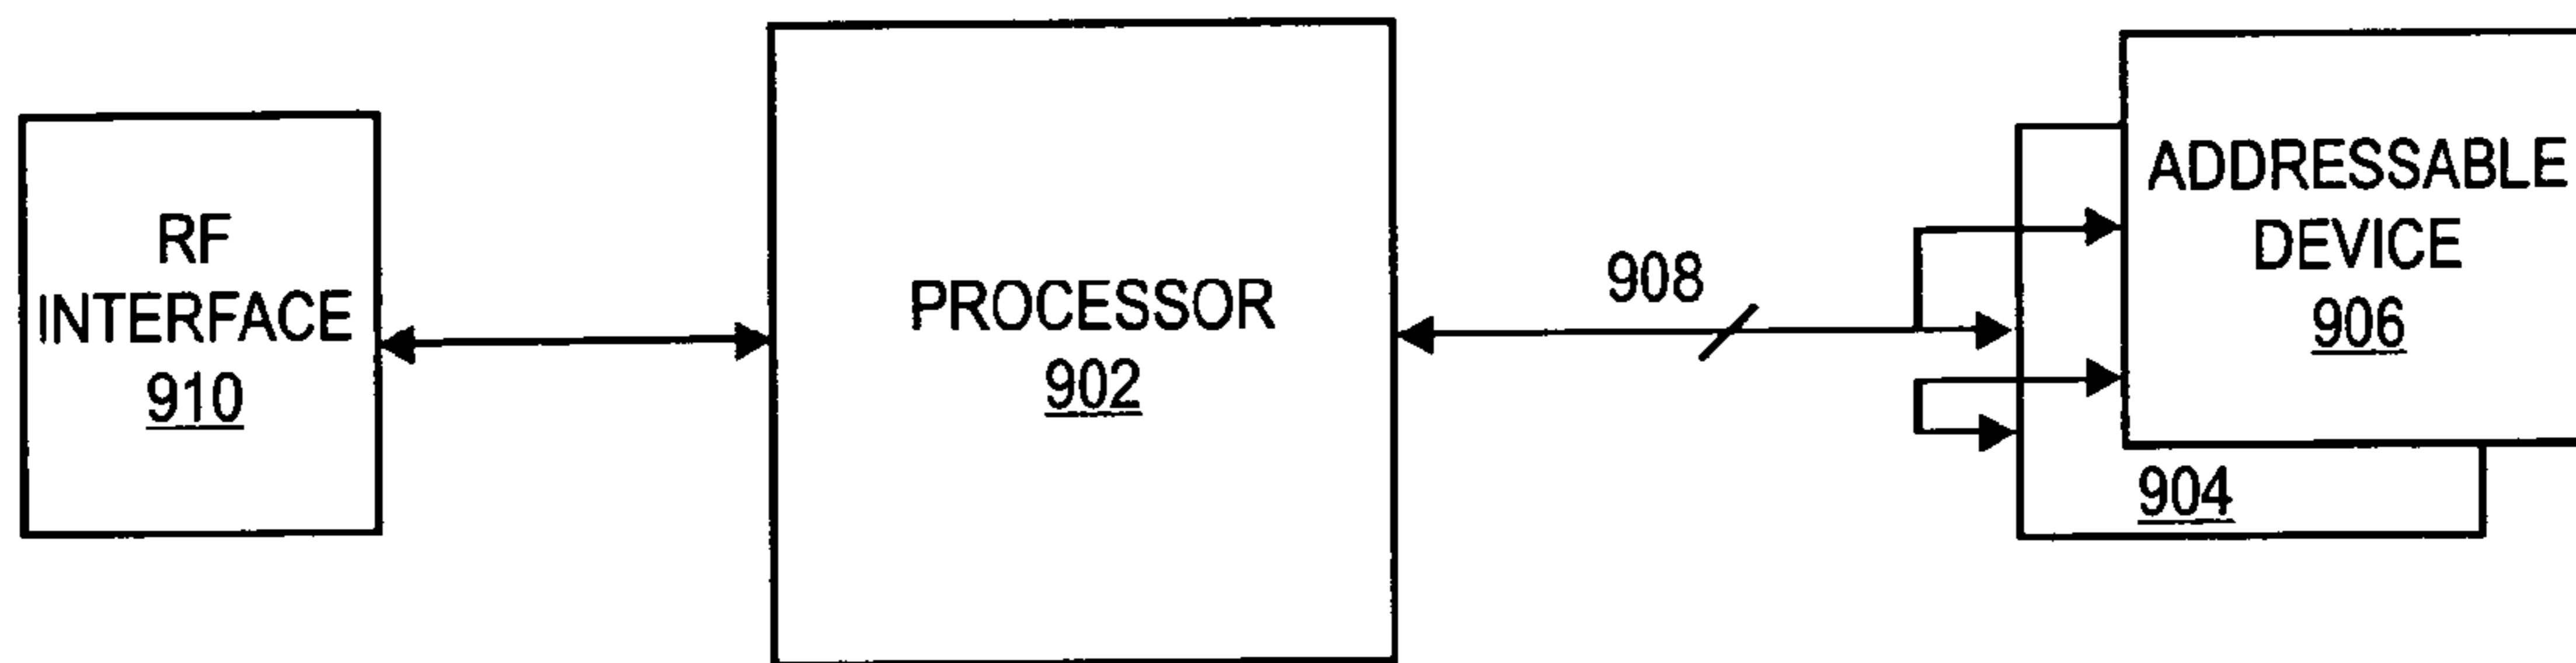 RF
INTERFACE
910
PROCESSOR
902
908
ADDRESSABLE
DEVICE
906
904